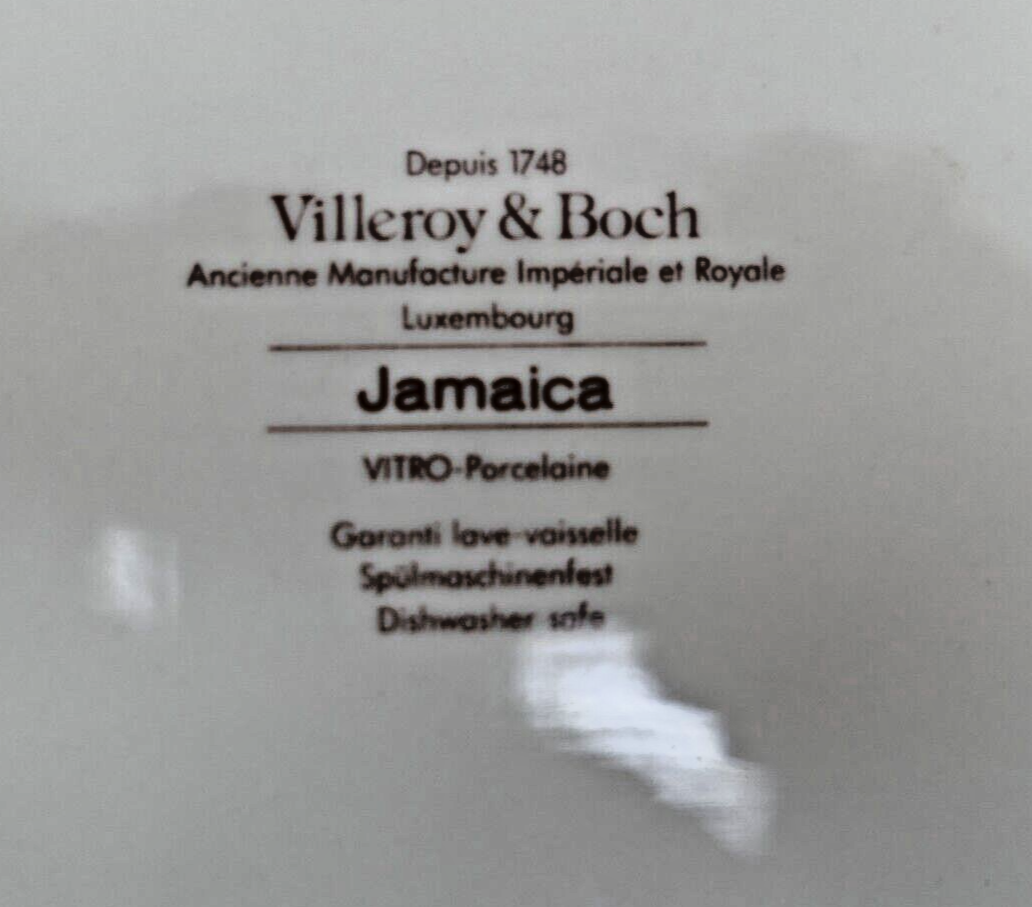 Depuis 1748
Villeroy & Boch
Ancienne Manufacture Impériale et Royale
Luxembourg
Jamaica
VITRO-Porcelaine
Garanti lave-vaisselle
Spülmaschinenfest
Dishwasher safe